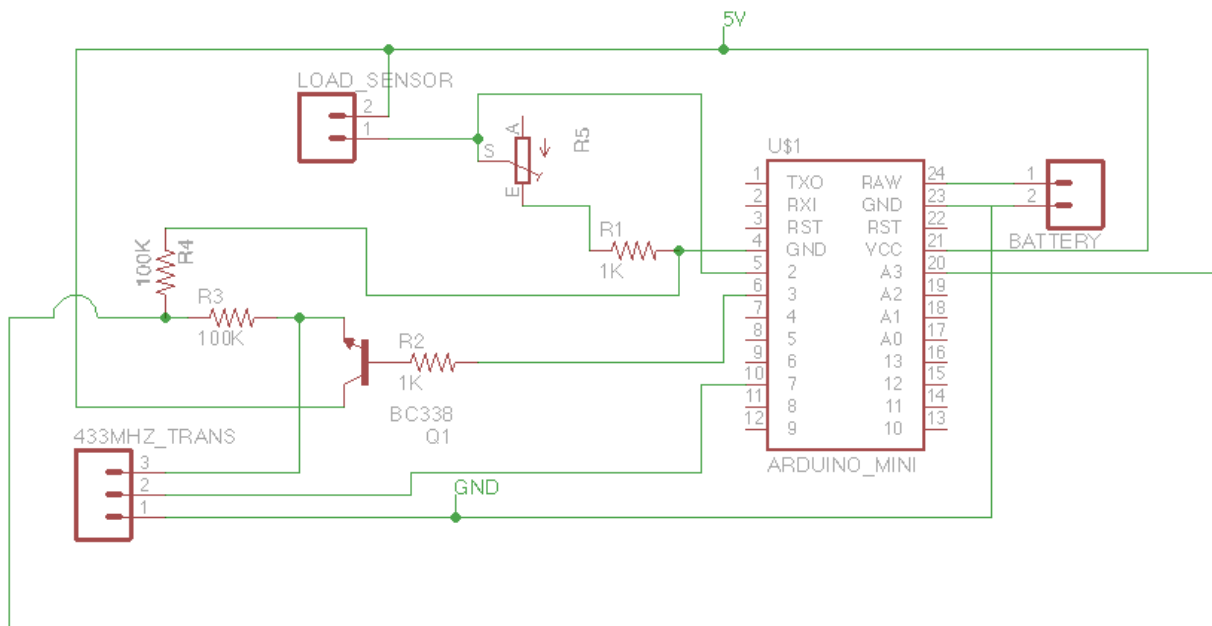 5V
LOAD_SENSOR
2
1
A
S
E
R5
U$1
1 TXO RAW 24
2 RXI GND 23
3 RST RST 22
4 GND VCC 21
5 2 A3 20
6 3 A2 19
7 4 A1 18
8 5 A0 17
9 6 13 16
10 7 12 15
11 8 11 14
12 9 10 13
ARDUINO_MINI
1
2
BATTERY
R1
1K
100K
R4
R3
100K
R2
1K
BC338
Q1
433MHZ_TRANS
3
2
1
GND